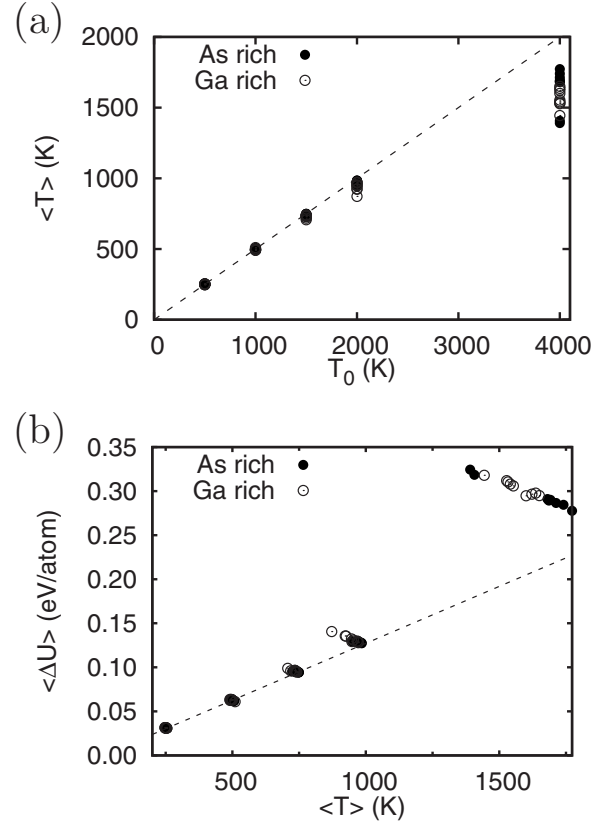 (a)
2000
1500
1000
500
0
<T> (K)
As rich
Ga rich
0 1000 2000 3000 4000
T₀ (K)
(b)
0.35
0.30
0.25
0.20
0.15
0.10
0.05
0.00
<ΔU> (eV/atom)
As rich
Ga rich
500 1000 1500
<T> (K)